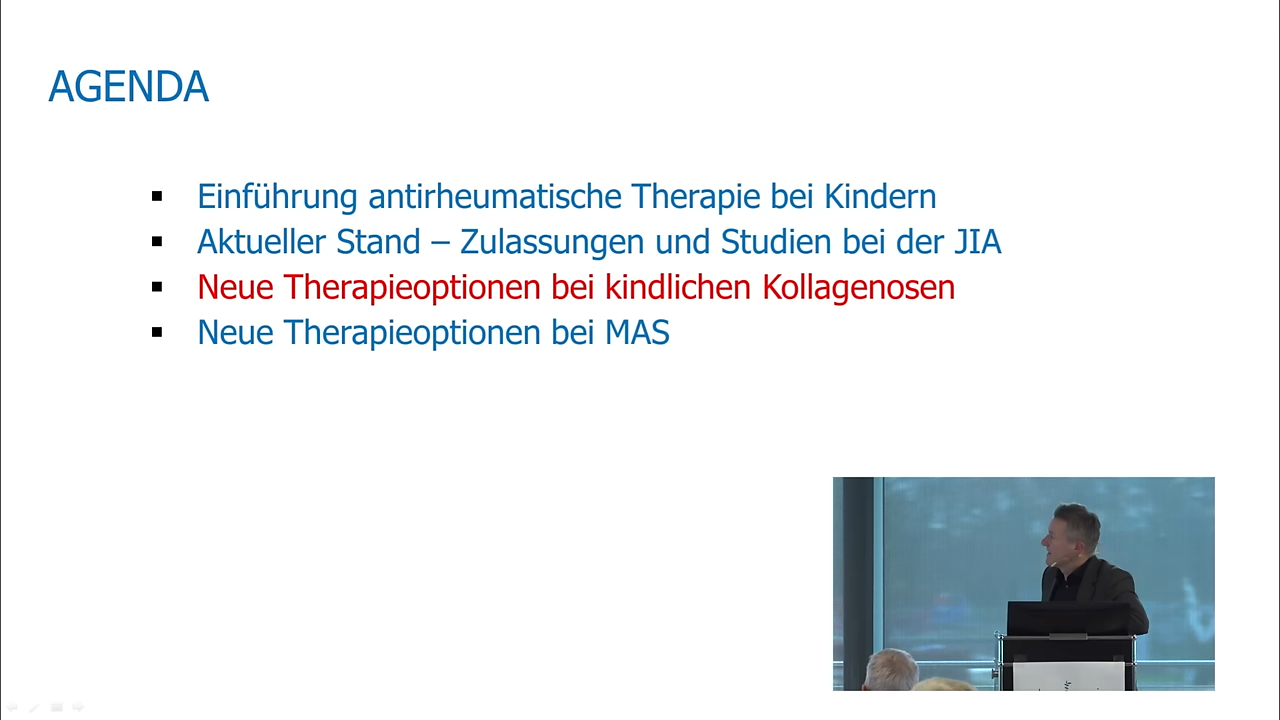 AGENDA
Einführung antirheumatische Therapie bei Kindern
Aktueller Stand – Zulassungen und Studien bei der JIA
Neue Therapieoptionen bei kindlichen Kollagenosen
Neue Therapieoptionen bei MAS